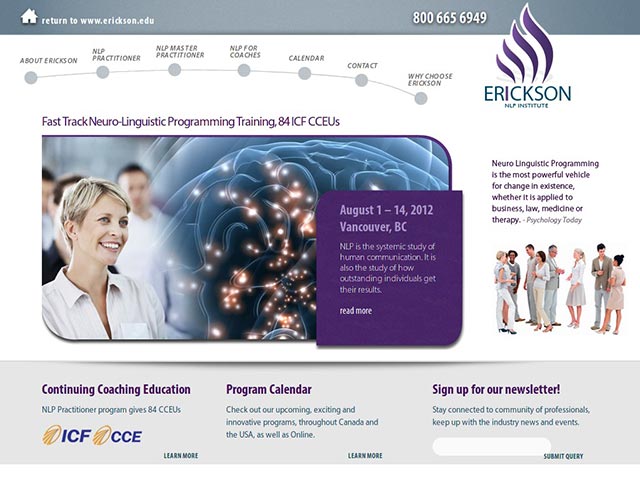 return to www.erickson.edu
800 665 6949
ABOUT ERICKSON
NLP
PRACTITIONER
NLP MASTER
PRACTITIONER
NLP FOR
COACHES
CALENDAR
CONTACT
WHY CHOOSE
ERICKSON
ERICKSON
NLP INSTITUTE
Fast Track Neuro-Linguistic Programming Training, 84 ICF CCEUs
August 1 – 14, 2012
Vancouver, BC
NLP is the systemic study of
human communication. It is
also the study of how
outstanding individuals get
their results.
read more
Neuro Linguistic Programming
is the most powerful vehicle
for change in existence,
whether it is applied to
business, law, medicine or
therapy. - Psychology Today
Continuing Coaching Education
NLP Practitioner program gives 84 CCEUs
ICF CCE
LEARN MORE
Program Calendar
Check out our upcoming, exciting and
innovative programs, throughout Canada and
the USA, as well as Online.
LEARN MORE
Sign up for our newsletter!
Stay connected to community of professionals,
keep up with the industry news and events.
SUBMIT QUERY